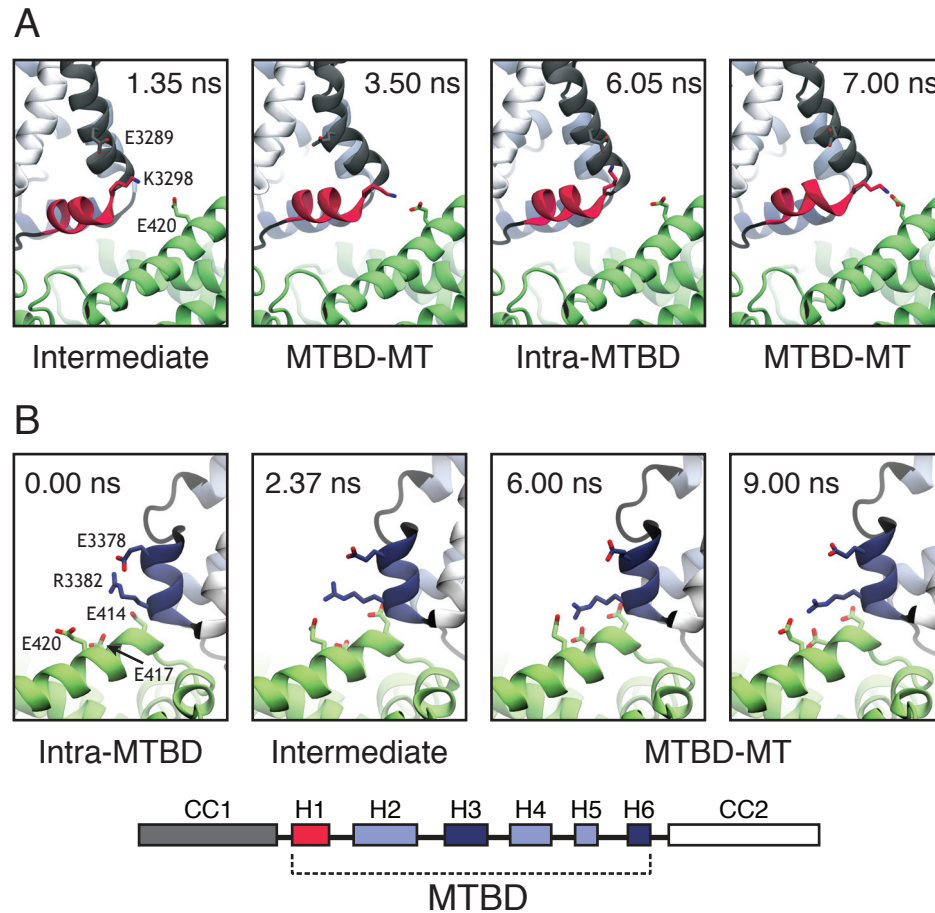 A
1.35 ns 3.50 ns 6.05 ns 7.00 ns
E3289
K3298
E420
Intermediate MTBD-MT Intra-MTBD MTBD-MT
B
0.00 ns 2.37 ns 6.00 ns 9.00 ns
E3378
R3382
E414
E420
E417
Intra-MTBD Intermediate MTBD-MT
CC1 H1 H2 H3 H4 H5 H6 CC2
MTBD